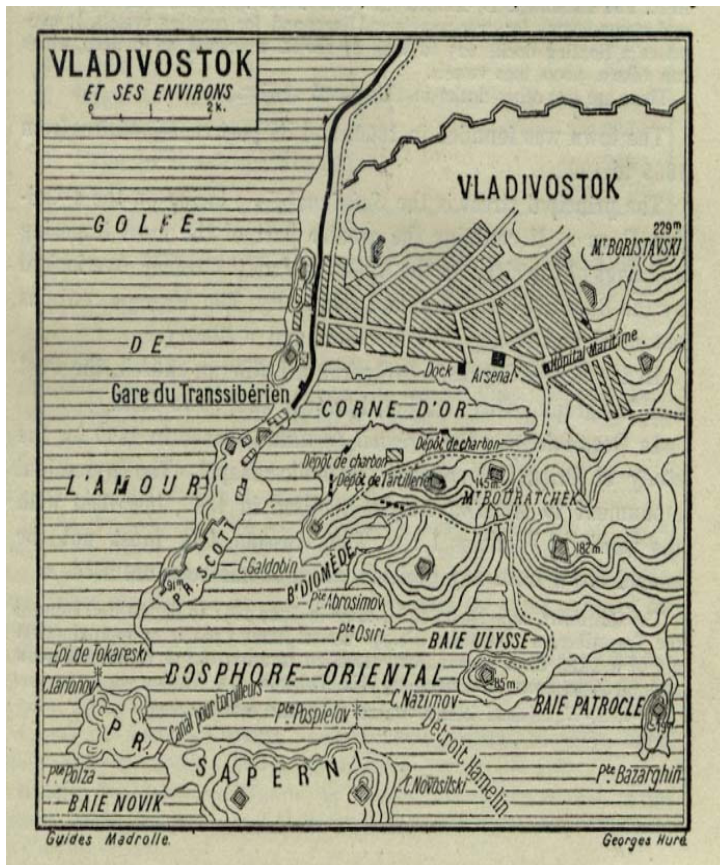 VLADIVOSTOK
ET SES ENVIRONS
0 2K.
VLADIVOSTOK
GOLFE
229m
Mt BORISTAVSKI
DE
Hôpital Maritime
Dock
Arsenal
Gare du Transsibérien
CORNE D'OR
Dépôt de charbon
Dépôt de charbon
L'AMOUR
Dépôt de l'artillerie
145m
Mt BOURATCHEK
182m.
PR. SCOTT
91m
C. Galdobin
Bie DIOMÈDE
Pte Abrosimov
Pte Osiri
BAIE ULYSSE
Epi de Tokareski
BOSPHORE ORIENTAL
85m
C. Larionov
Canal pour torpilleurs
Pte Pospielov
C. Nazimov
BAIE PATROCLE
PR. SAPERNI
Détroit Hamelin
Pte Polza
C. Novosilski
Pte Bazarghin
BAIE NOVIK
Guides Madrolle.
Georges Huré.